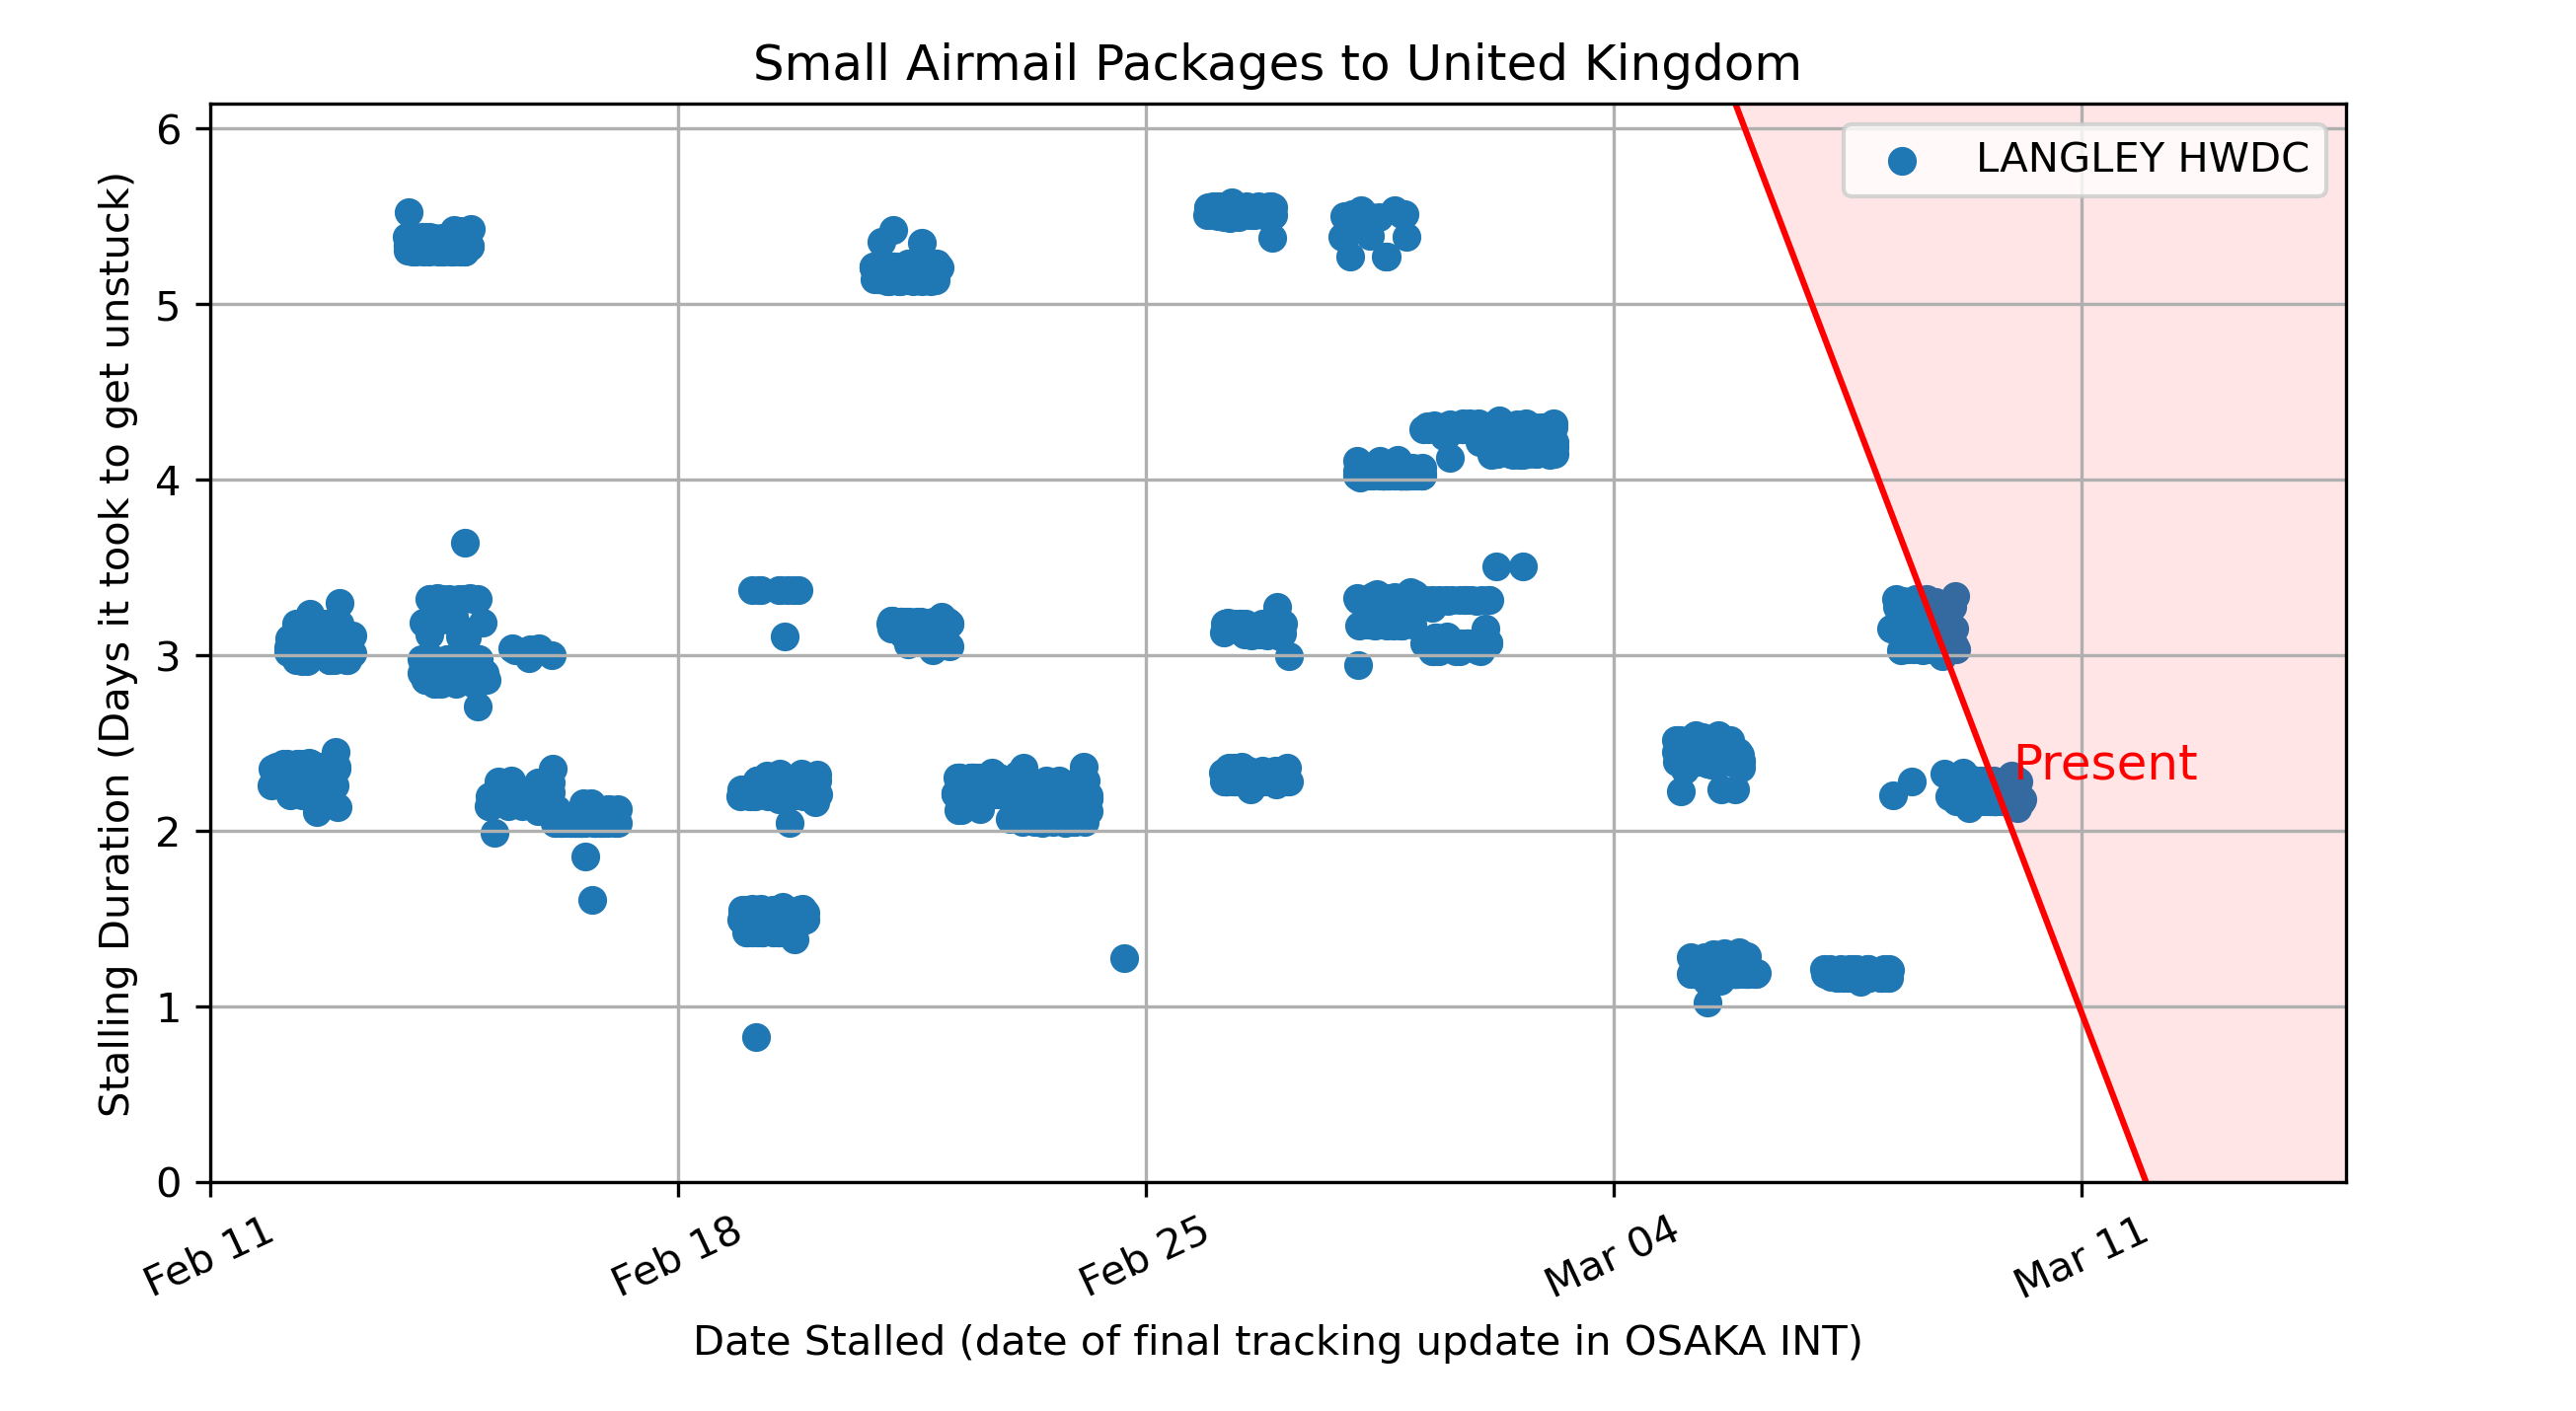 Small Airmail Packages to United Kingdom
LANGLEY HWDC
Stalling Duration (Days it took to get unstuck)
6
5
4
3
2
1
0
Present
Feb 11
Feb 18
Feb 25
Mar 04
Mar 11
Date Stalled (date of final tracking update in OSAKA INT)